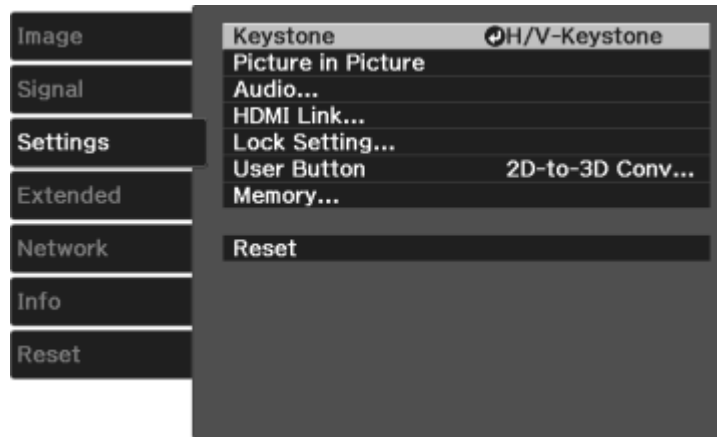 Image
Signal
Settings
Extended
Network
Info
Reset
Keystone H/V-Keystone
Picture in Picture
Audio...
HDMI Link...
Lock Setting...
User Button 2D-to-3D Conv...
Memory...
Reset